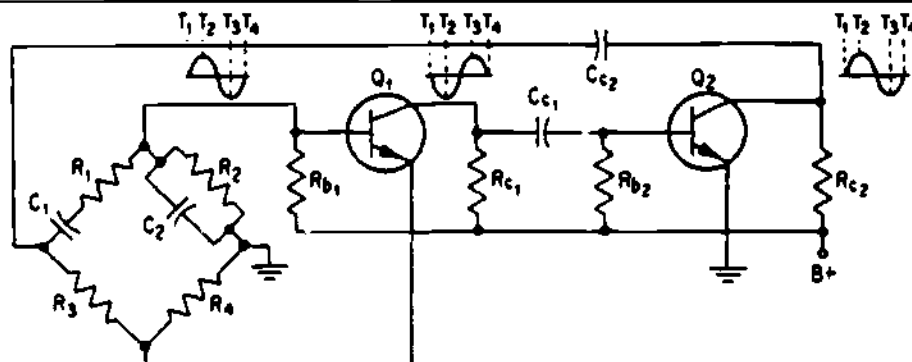 T1 T2 T3 T4
T1 T2 T3 T4
T1 T2 T3 T4
Cc2
Q1
Q2
Cc1
R1
R2
C1
C2
Rb1
Rc1
Rb2
Rc2
R3
R4
B+